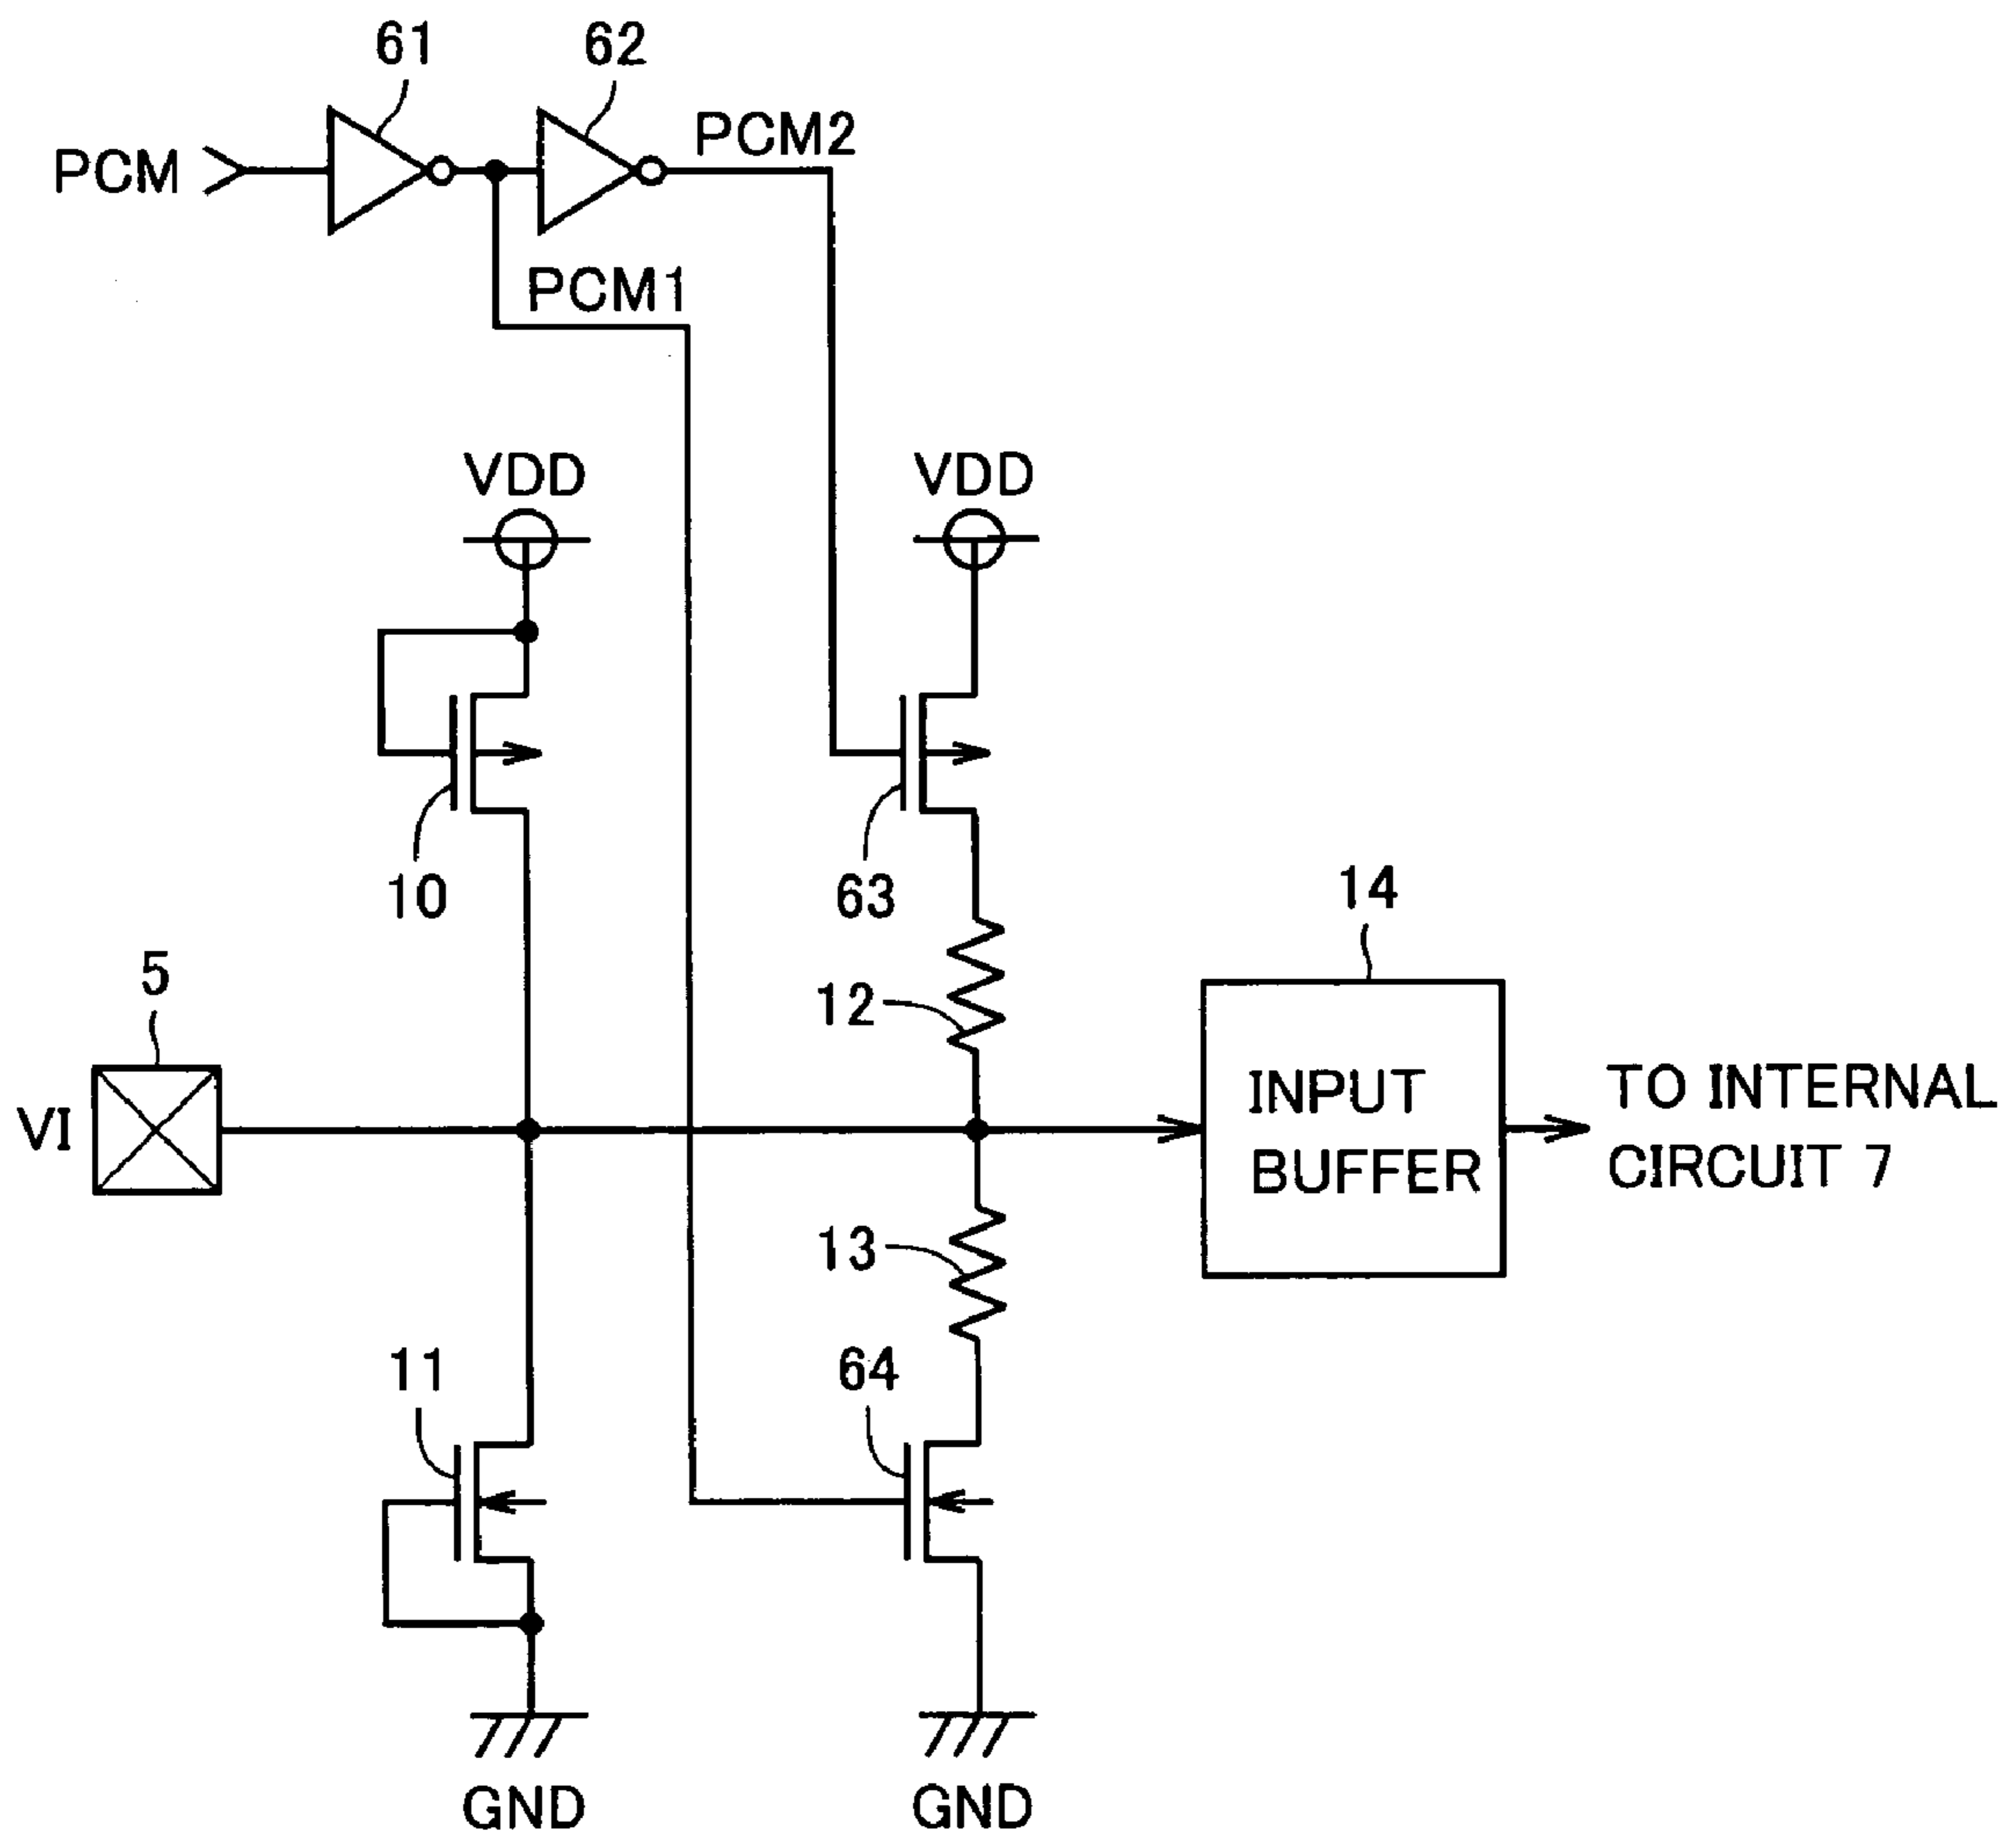 61
62
PCM
PCM2
PCM1
VDD
VDD
10
63
14
5
12
VI
INPUT
BUFFER
TO INTERNAL
CIRCUIT 7
13
11
64
GND
GND